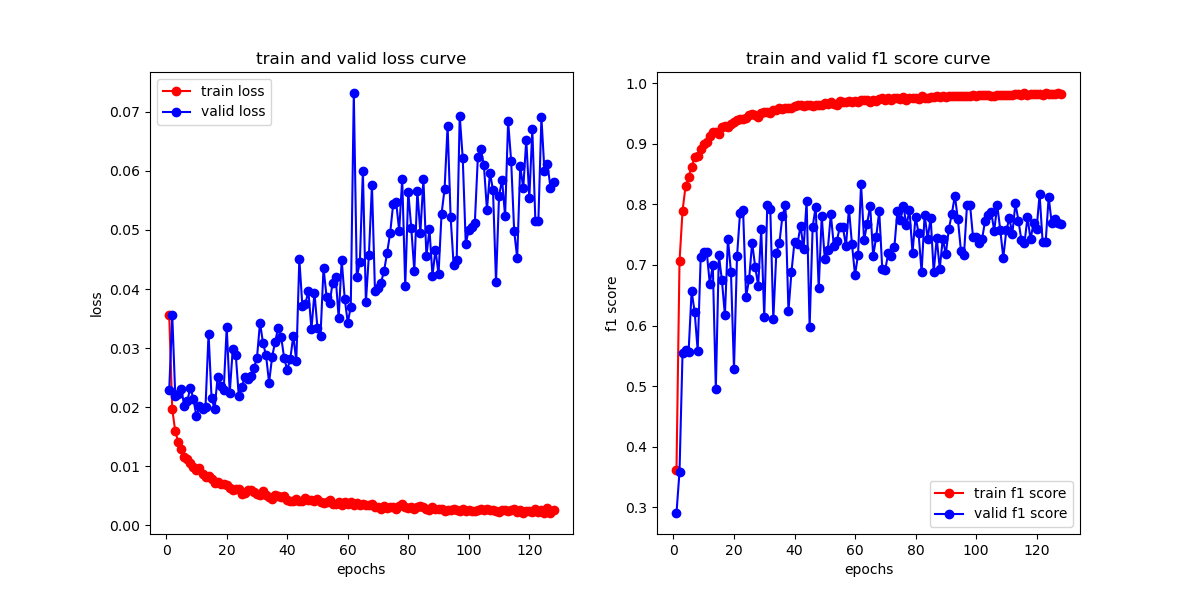 train and valid loss curve
train loss
valid loss
loss
0.07
0.06
0.05
0.04
0.03
0.02
0.01
0.00
0 20 40 60 80 100 120
epochs
train and valid f1 score curve
f1 score
1.0
0.9
0.8
0.7
0.6
0.5
0.4
0.3
train f1 score
valid f1 score
0 20 40 60 80 100 120
epochs